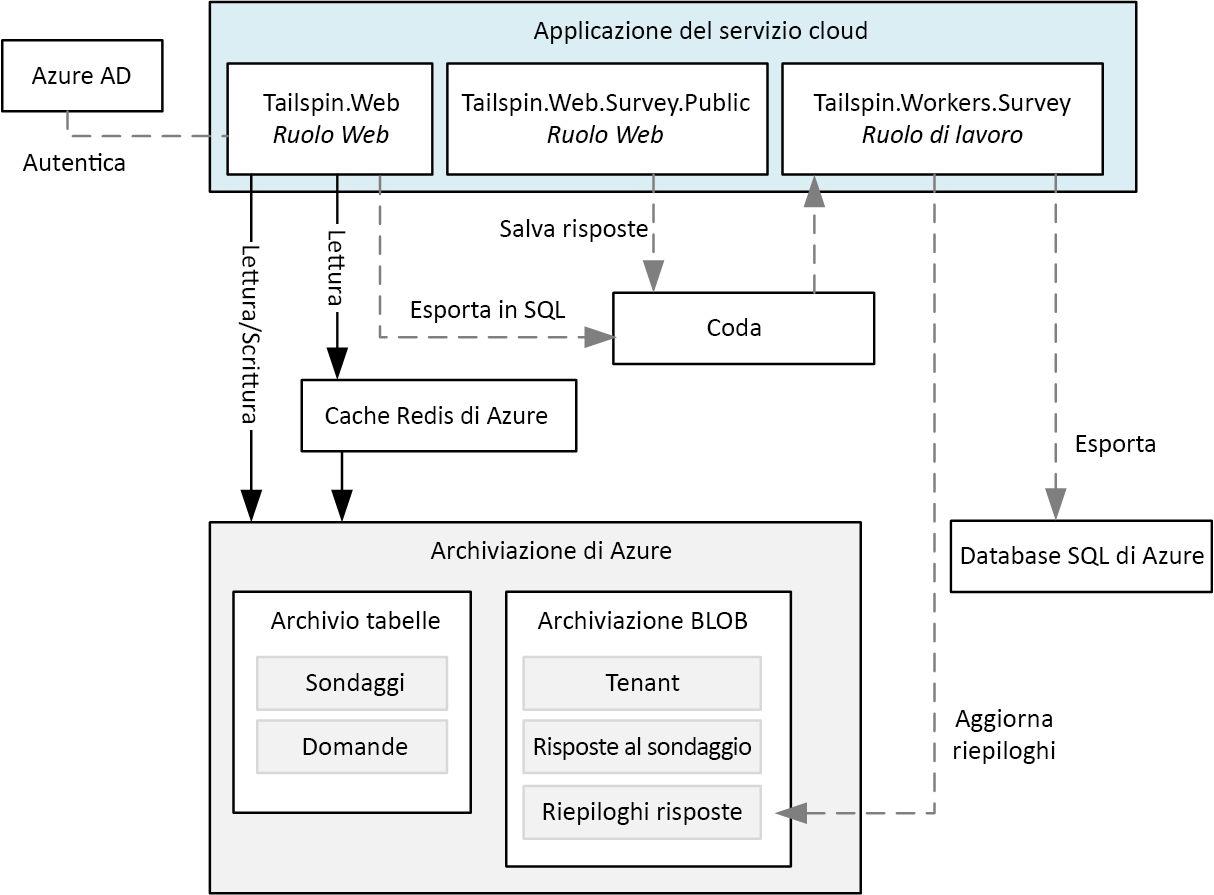 Applicazione del servizio cloud
Azure AD
Autentica
Tailspin.Web
Ruolo Web
Tailspin.Web.Survey.Public
Ruolo Web
Tailspin.Workers.Survey
Ruolo di lavoro
Lettura/Scrittura
Lettura
Salva risposte
Esporta in SQL
Coda
Cache Redis di Azure
Esporta
Database SQL di Azure
Archiviazione di Azure
Archivio tabelle
Sondaggi
Domande
Archiviazione BLOB
Tenant
Risposte al sondaggio
Riepiloghi risposte
Aggiorna
riepiloghi